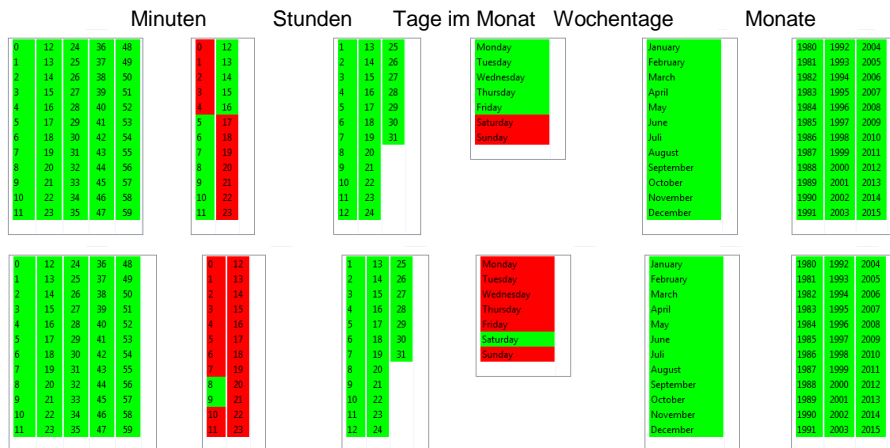 Minuten Stunden Tage im Monat Wochentage Monate
0 12 24 36 48 0 12 1 13 25 Monday January 1980 1992 2004
1 13 25 37 49 1 13 2 14 26 Tuesday February 1981 1993 2005
2 14 26 38 50 2 14 3 15 27 Wednesday March 1982 1994 2006
3 15 27 39 51 3 15 4 16 28 Thursday April 1983 1995 2007
4 16 28 40 52 4 16 5 17 29 Friday May 1984 1996 2008
5 17 29 41 53 5 17 6 18 30 Saturday June 1985 1997 2009
6 18 30 42 54 6 18 7 19 31 Sunday Juli 1986 1998 2010
7 19 31 43 55 7 19 8 20 August 1987 1999 2011
8 20 32 44 56 8 20 9 21 September 1988 2000 2012
9 21 33 45 57 9 21 10 22 October 1989 2001 2013
10 22 34 46 58 10 22 11 23 November 1990 2002 2014
11 23 35 47 59 11 23 12 24 December 1991 2003 2015
0 12 24 36 48 0 12 1 13 25 Monday January 1980 1992 2004
1 13 25 37 49 1 13 2 14 26 Tuesday February 1981 1993 2005
2 14 26 38 50 2 14 3 15 27 Wednesday March 1982 1994 2006
3 15 27 39 51 3 15 4 16 28 Thursday April 1983 1995 2007
4 16 28 40 52 4 16 5 17 29 Friday May 1984 1996 2008
5 17 29 41 53 5 17 6 18 30 Saturday June 1985 1997 2009
6 18 30 42 54 6 18 7 19 31 Sunday Juli 1986 1998 2010
7 19 31 43 55 7 19 8 20 August 1987 1999 2011
8 20 32 44 56 8 20 9 21 September 1988 2000 2012
9 21 33 45 57 9 21 10 22 October 1989 2001 2013
10 22 34 46 58 10 22 11 23 November 1990 2002 2014
11 23 35 47 59 11 23 12 24 December 1991 2003 2015